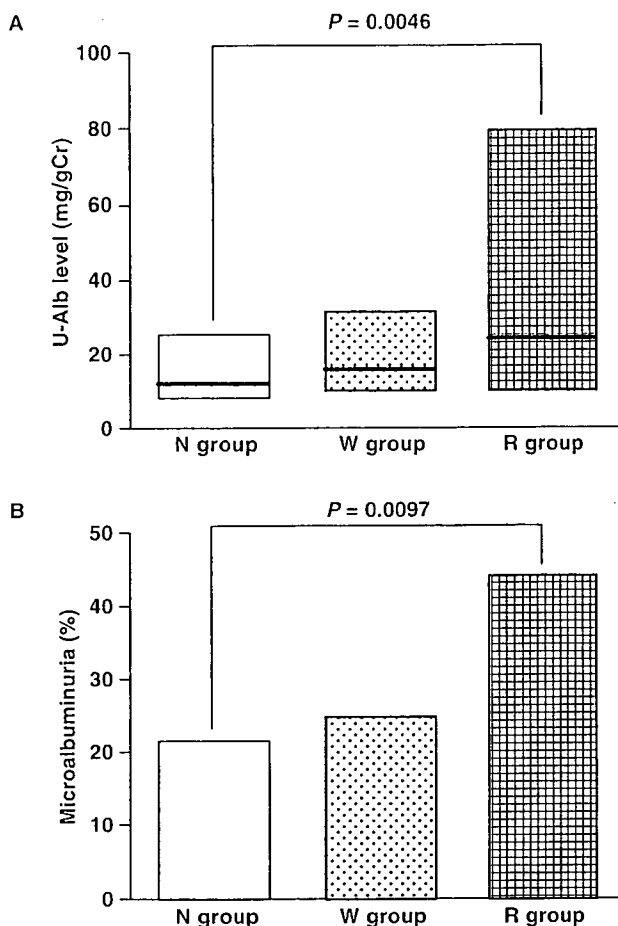 A
P = 0.0046
U-Alb level (mg/gCr)
100
80
60
40
20
0
N group W group R group
B
P = 0.0097
Microalbuminuria (%)
50
40
30
20
10
0
N group W group R group